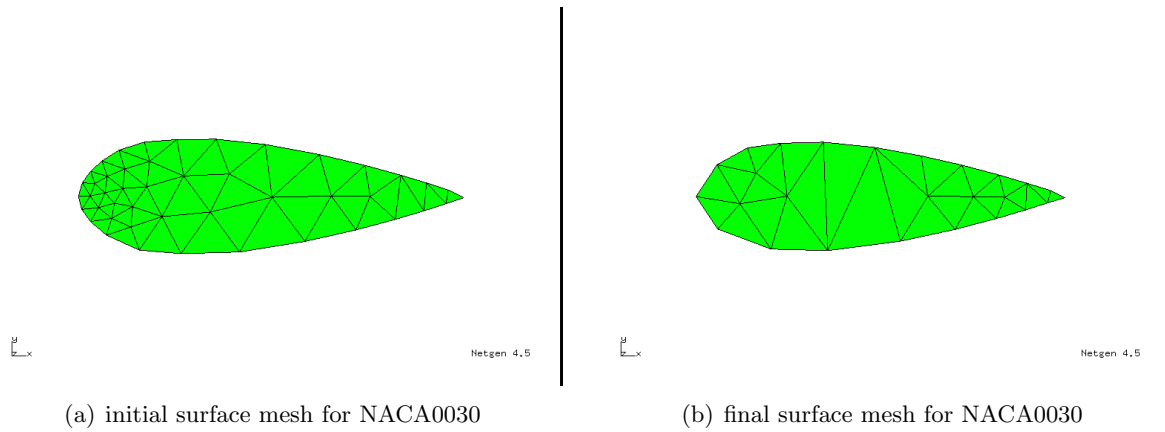 y
z x
Netgen 4.5
(a) initial surface mesh for NACA0030
y
z x
Netgen 4.5
(b) final surface mesh for NACA0030